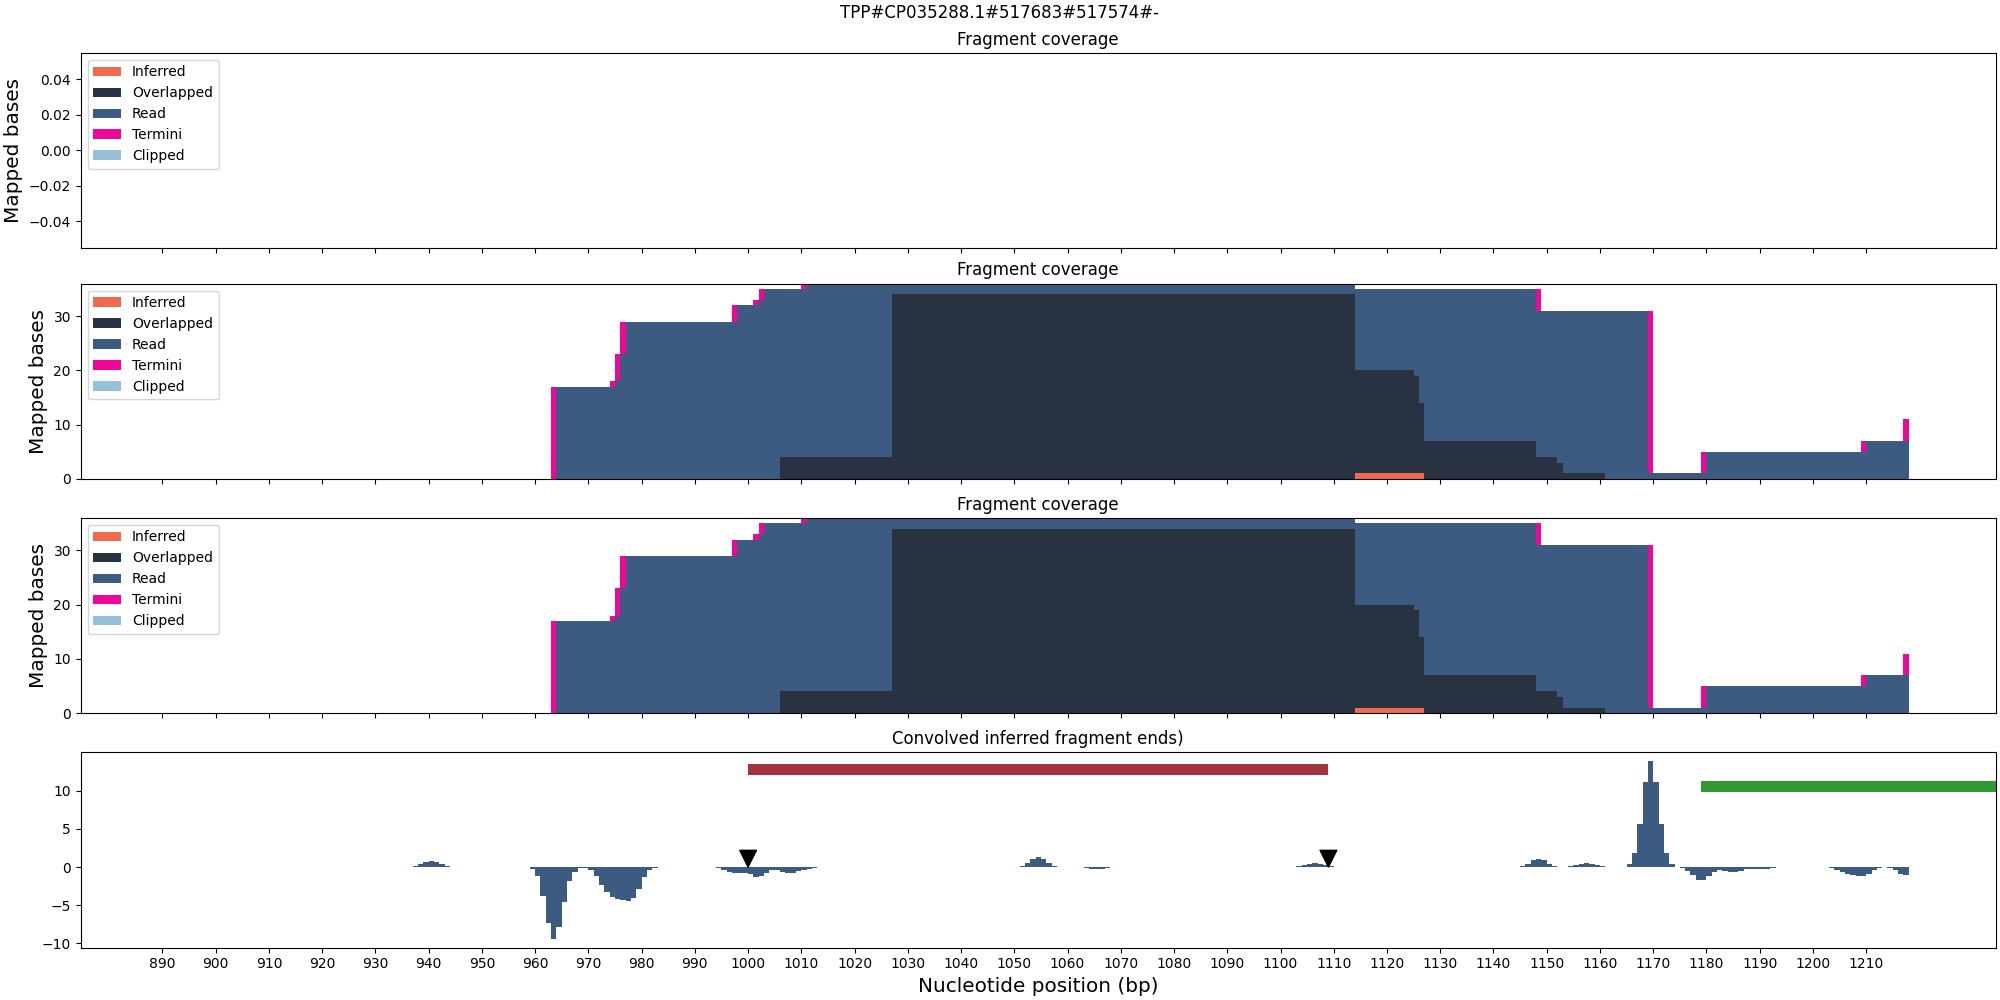 TPP#CP035288.1#517683#517574#-
Fragment coverage
Mapped bases
0.04
0.02
0.00
−0.02
−0.04
Inferred
Overlapped
Read
Termini
Clipped
Fragment coverage
Mapped bases
30
20
10
0
Inferred
Overlapped
Read
Termini
Clipped
Fragment coverage
Mapped bases
30
20
10
0
Inferred
Overlapped
Read
Termini
Clipped
Convolved inferred fragment ends)
10
5
0
−5
−10
890 900 910 920 930 940 950 960 970 980 990 1000 1010 1020 1030 1040 1050 1060 1070 1080 1090 1100 1110 1120 1130 1140 1150 1160 1170 1180 1190 1200 1210
Nucleotide position (bp)